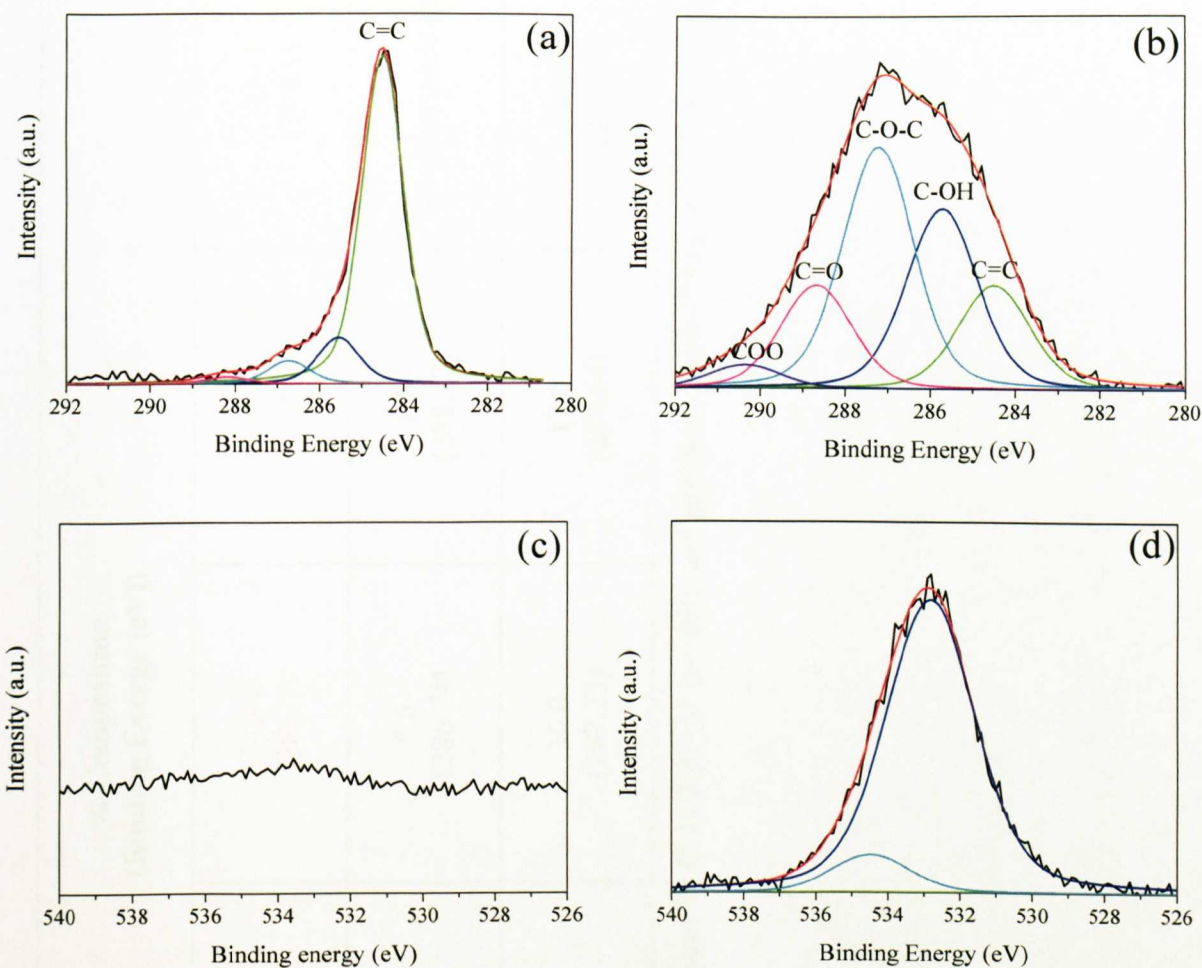 (a)
C=C
Intensity (a.u.)
292 290 288 286 284 282 280
Binding Energy (eV)
(b)
C-O-C
C-OH
C=O
C=C
COO
Intensity (a.u.)
292 290 288 286 284 282 280
Binding Energy (eV)
(c)
Intensity (a.u.)
540 538 536 534 532 530 528 526
Binding energy (eV)
(d)
Intensity (a.u.)
540 538 536 534 532 530 528 526
Binding Energy (eV)